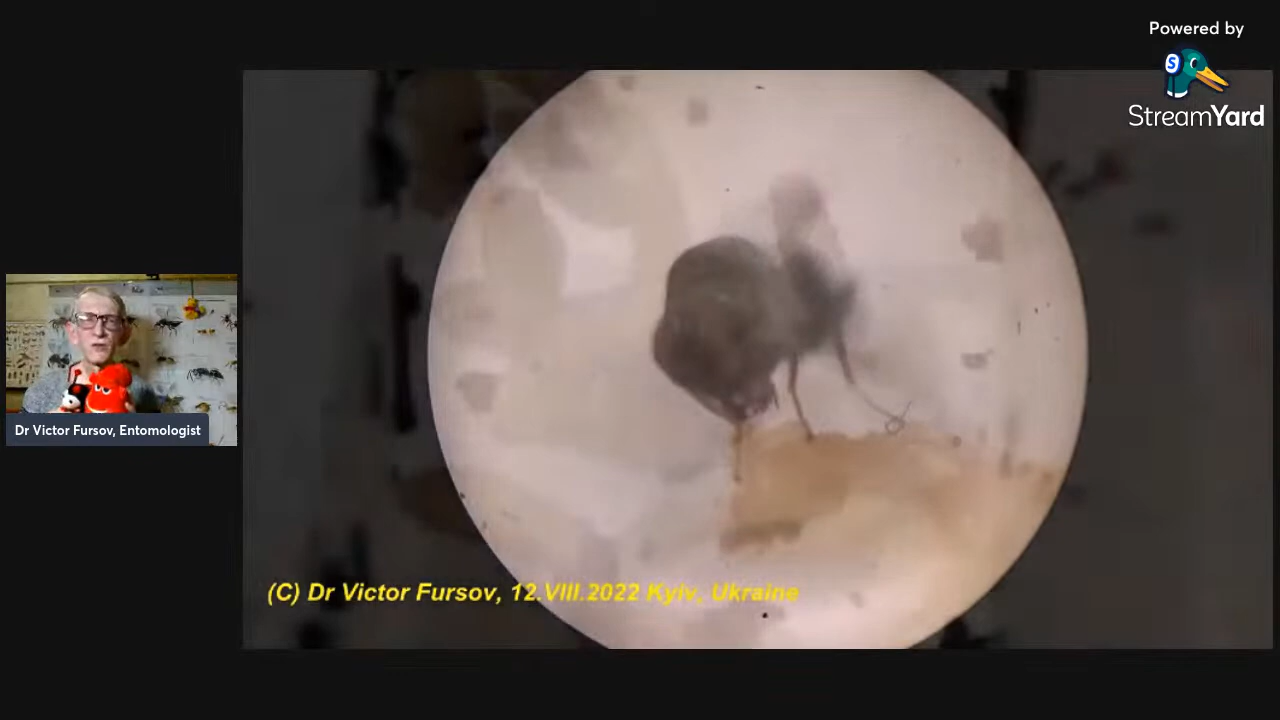 Powered by
S
StreamYard
Dr Victor Fursov, Entomologist
(C) Dr Victor Fursov, 12.VIII.2022 Kyiv, Ukraine